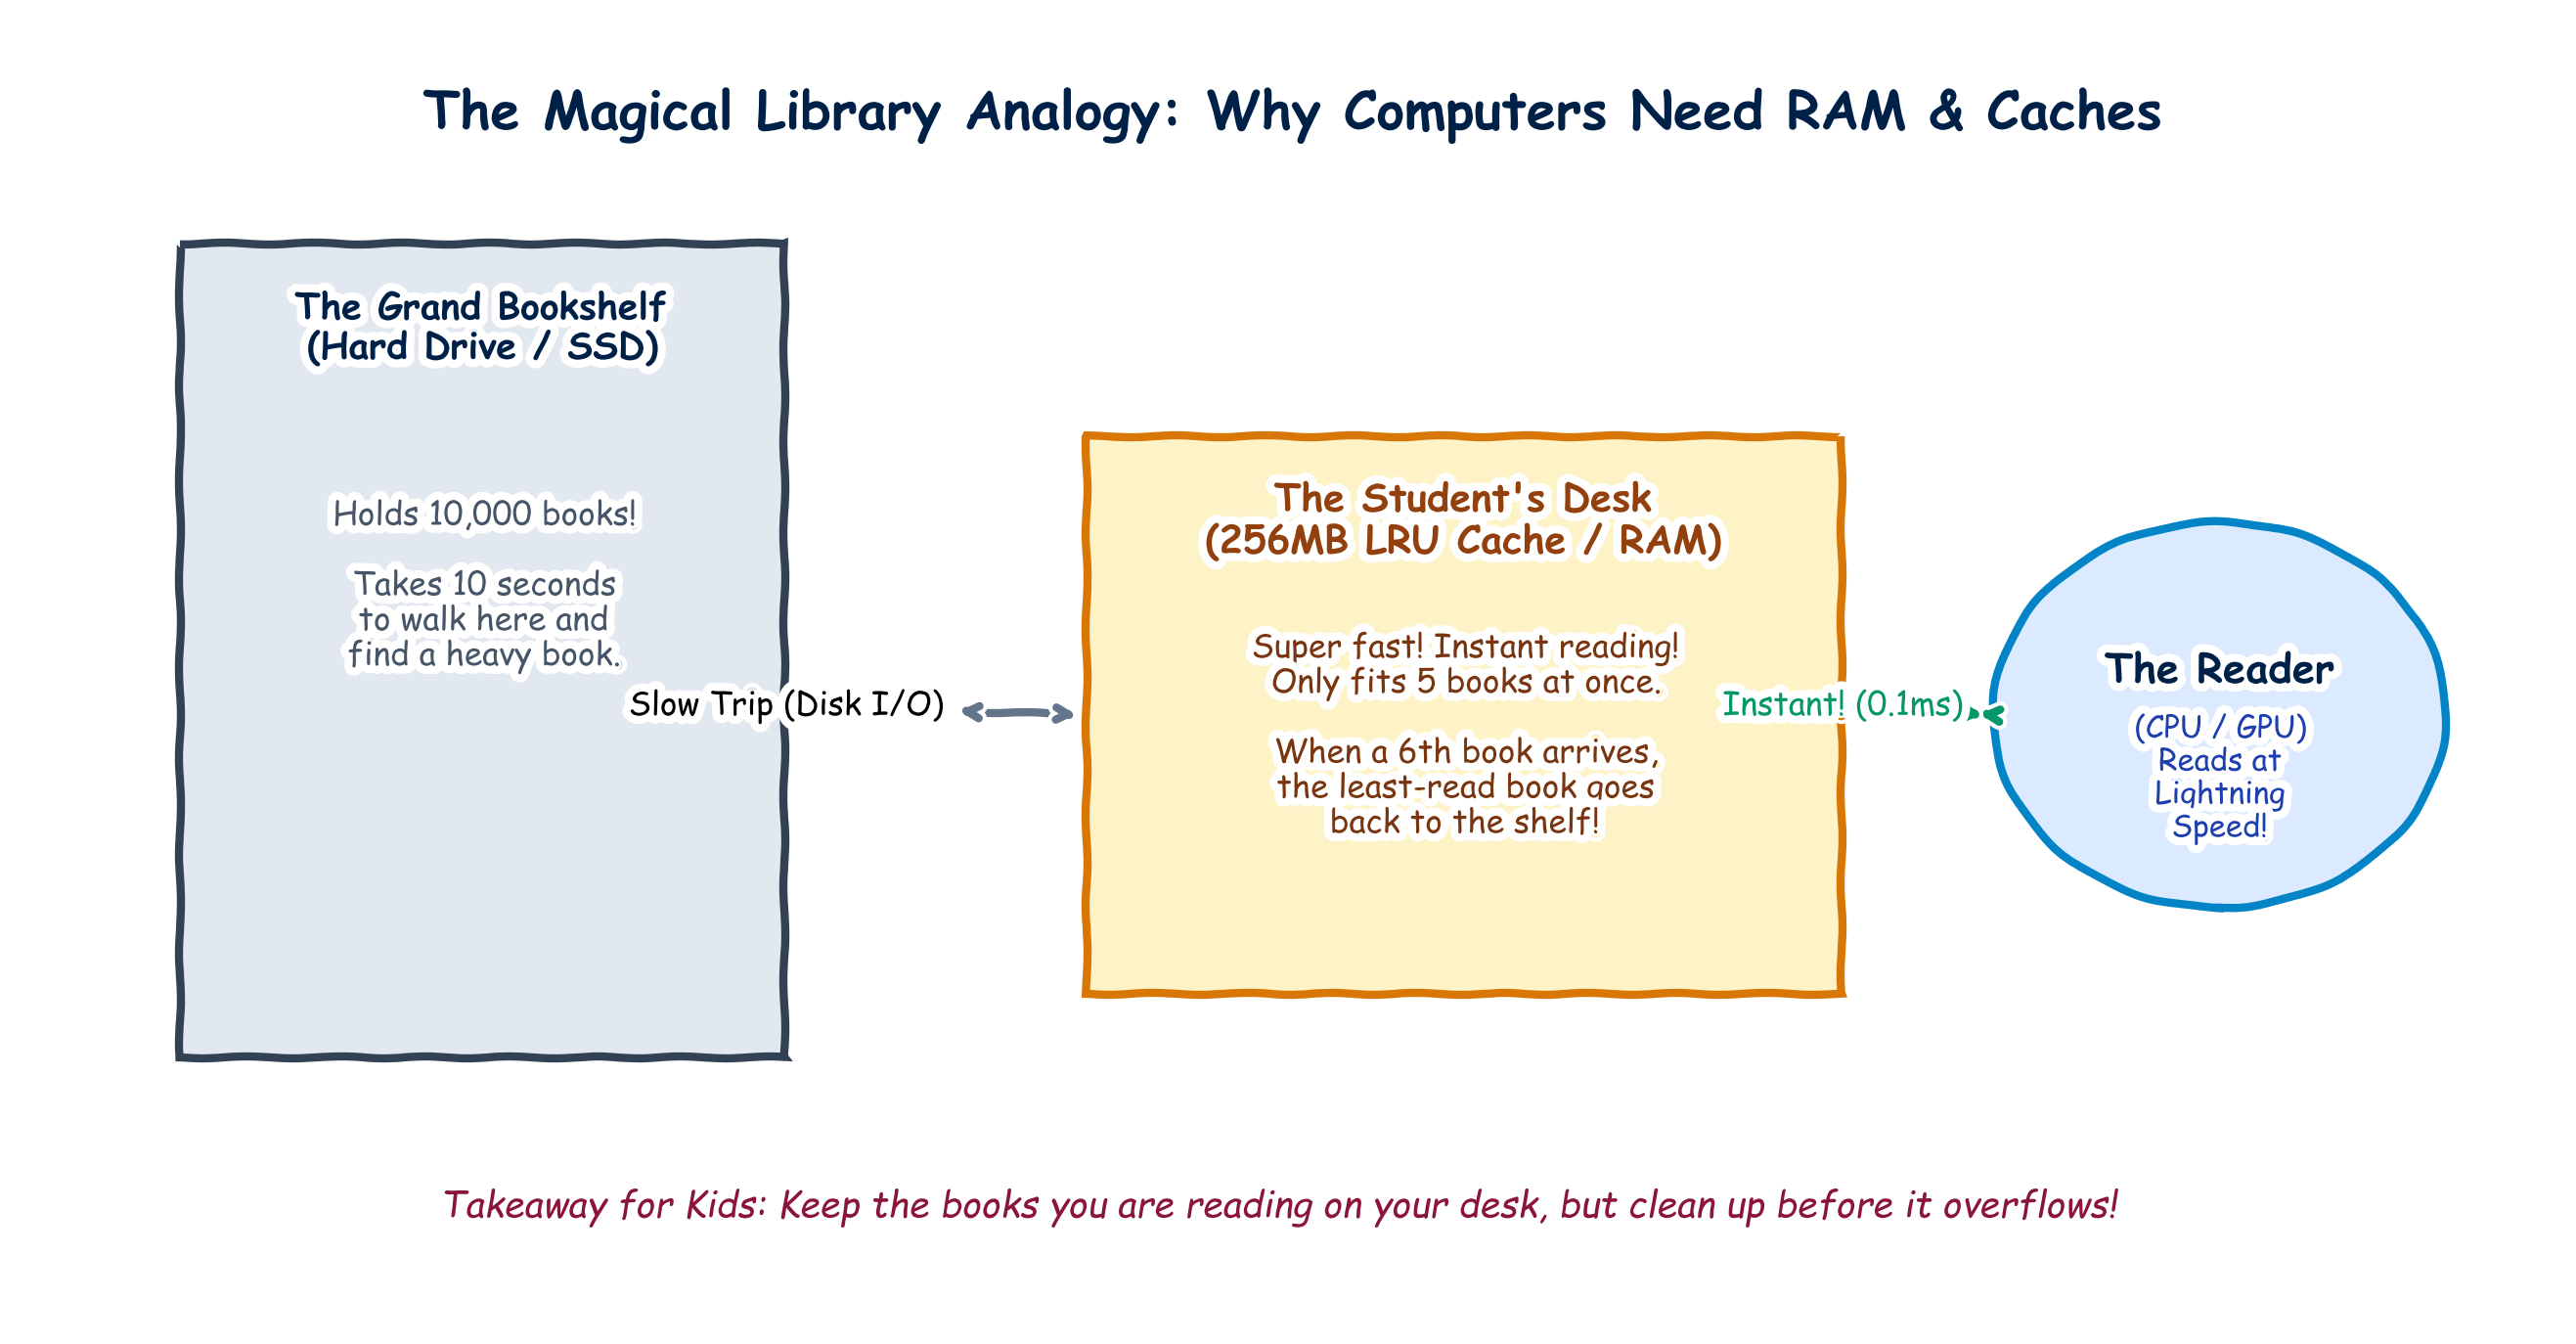 The Magical Library Analogy: Why Computers Need RAM & Caches
The Grand Bookshelf
(Hard Drive / SSD)
Holds 10,000 books!
Takes 10 seconds
to walk here and
find a heavy book.
Slow Trip (Disk I/O)
The Student's Desk
(256MB LRU Cache / RAM)
Super fast! Instant reading!
Only fits 5 books at once.
When a 6th book arrives,
the least-read book goes
back to the shelf!
Instant! (0.1ms)
The Reader
(CPU / GPU)
Reads at
Lightning
Speed!
Takeaway for Kids: Keep the books you are reading on your desk, but clean up before it overflows!